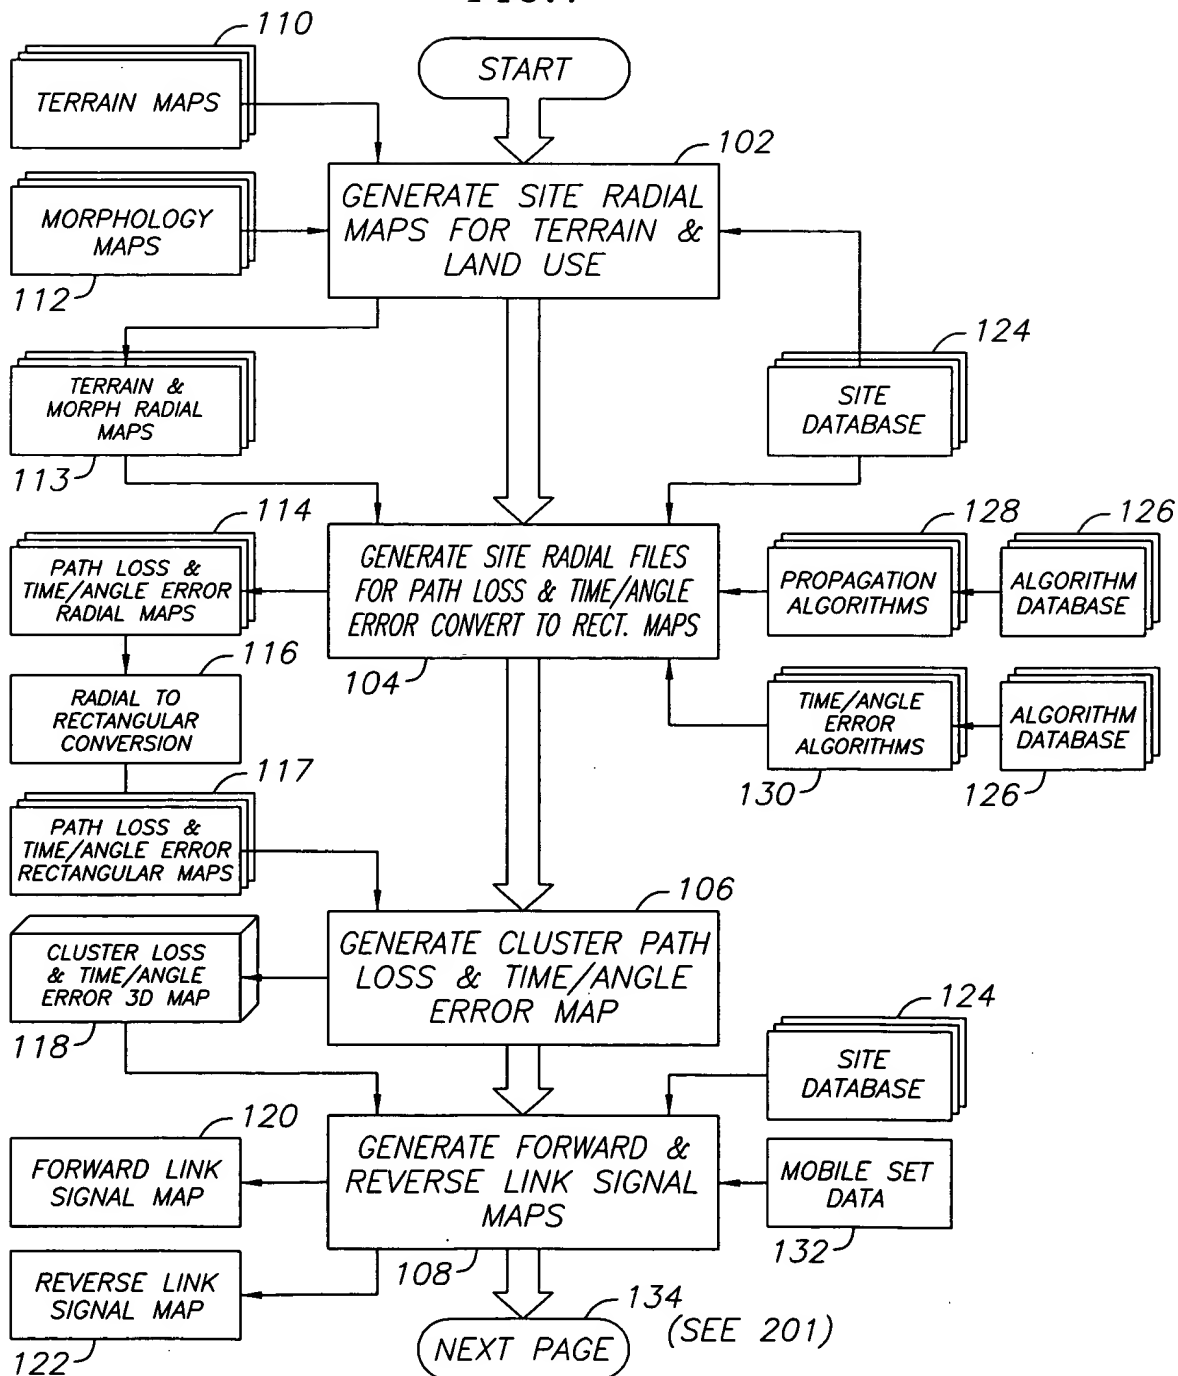 110
START
TERRAIN MAPS
102
GENERATE SITE RADIAL
MAPS FOR TERRAIN &
LAND USE
MORPHOLOGY
MAPS
112
124
TERRAIN &
MORPH RADIAL
MAPS
SITE
DATABASE
113
114
128
126
PATH LOSS &
TIME/ANGLE ERROR
RADIAL MAPS
GENERATE SITE RADIAL FILES
FOR PATH LOSS & TIME/ANGLE
ERROR CONVERT TO RECT. MAPS
PROPAGATION
ALGORITHMS
ALGORITHM
DATABASE
116
104
RADIAL TO
RECTANGULAR
CONVERSION
TIME/ANGLE
ERROR
ALGORITHMS
ALGORITHM
DATABASE
117
130
126
PATH LOSS &
TIME/ANGLE ERROR
RECTANGULAR MAPS
106
CLUSTER LOSS
& TIME/ANGLE
ERROR 3D MAP
GENERATE CLUSTER PATH
LOSS & TIME/ANGLE
ERROR MAP
124
118
SITE
DATABASE
120
FORWARD LINK
SIGNAL MAP
GENERATE FORWARD &
REVERSE LINK SIGNAL
MAPS
MOBILE SET
DATA
132
108
REVERSE LINK
SIGNAL MAP
134
(SEE 201)
NEXT PAGE
122